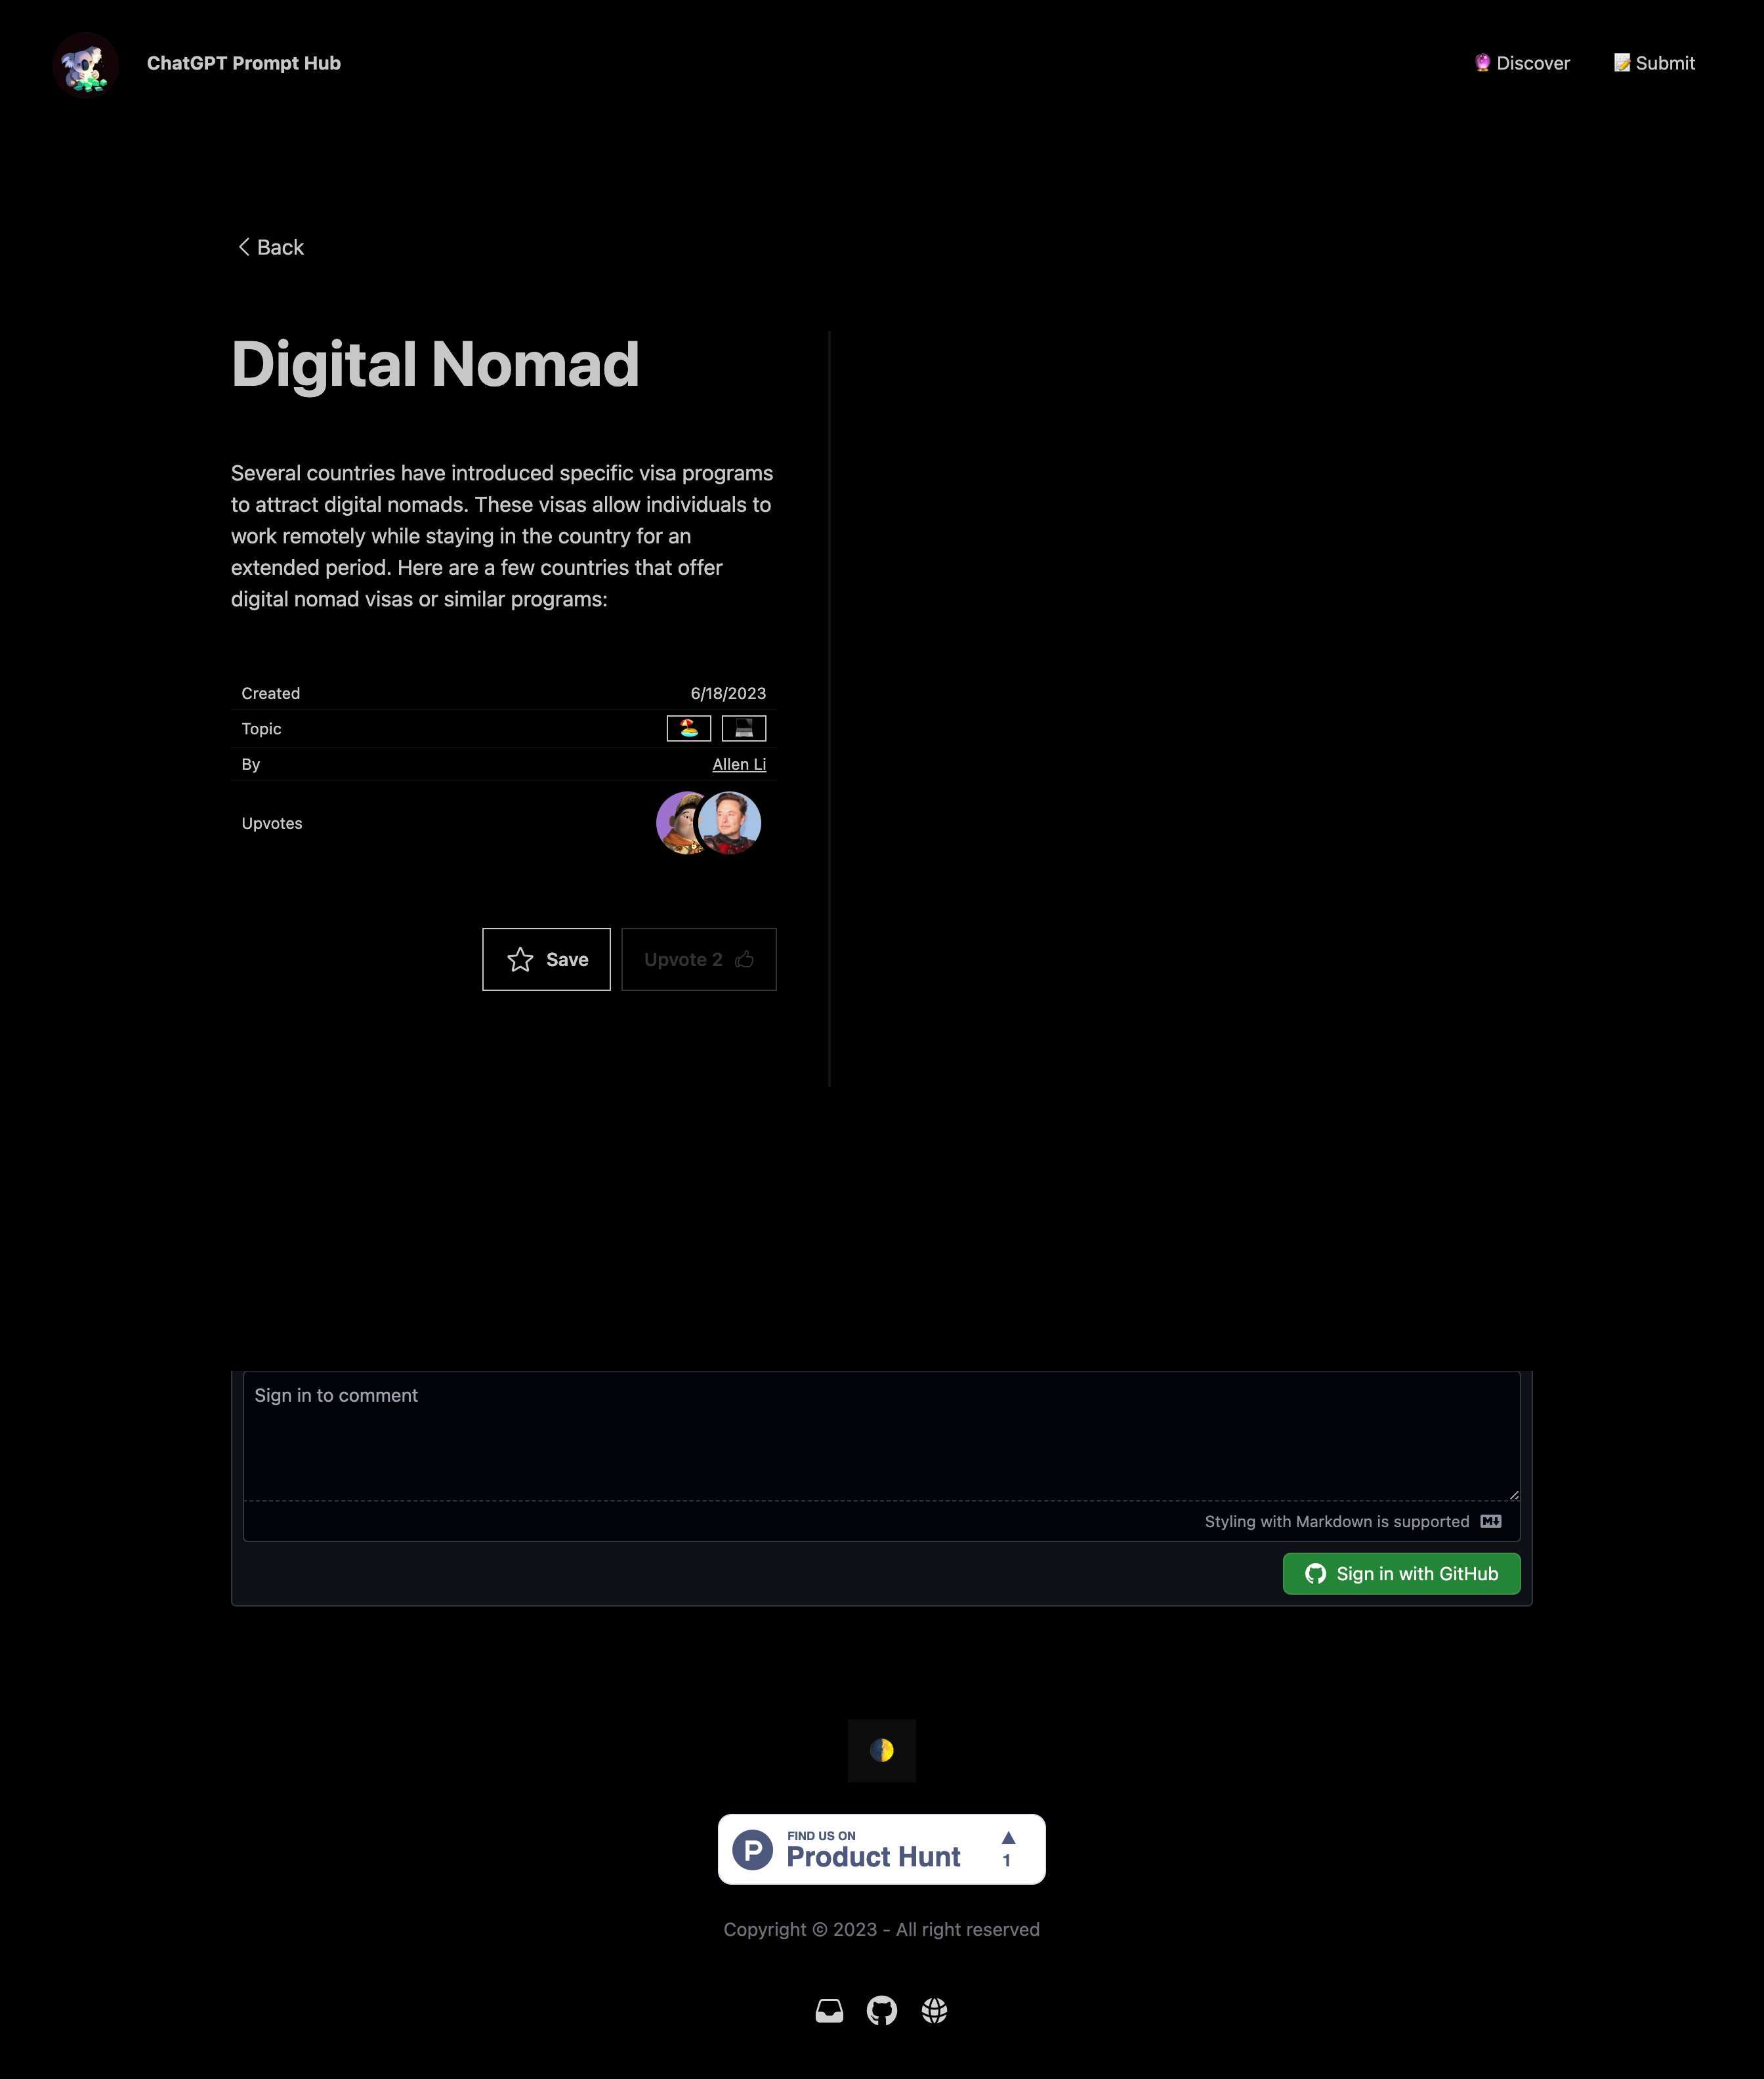 ChatGPT Prompt Hub
🔮 Discover
📝 Submit
Back
Digital Nomad
Several countries have introduced specific visa programs
to attract digital nomads. These visas allow individuals to
work remotely while staying in the country for an
extended period. Here are a few countries that offer
digital nomad visas or similar programs:
Created 6/18/2023
Topic 🏖️ 💻
By Allen Li
Upvotes
Save
Upvote 2
Sign in to comment
Styling with Markdown is supported
Sign in with GitHub
FIND US ON
Product Hunt
1
Copyright © 2023 - All right reserved